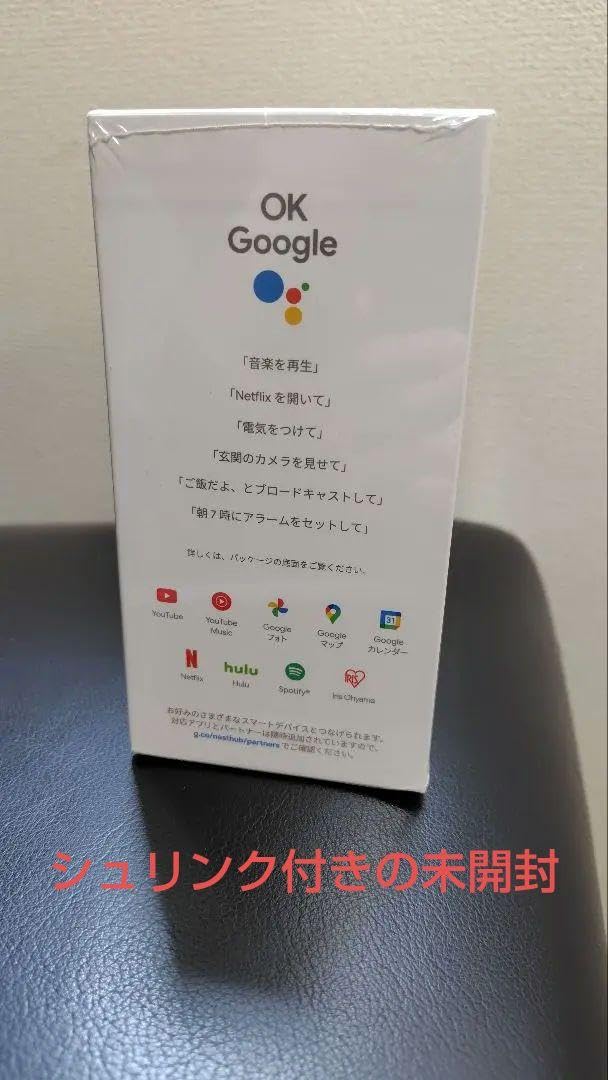 OK
Google
「音楽を再生」
「Netflix を開いて」
「電気をつけて」
「玄関のカメラを見せて」
「ご飯だよ、とブロードキャストして」
「朝7時にアラームをセットして」
詳しくは、パッケージの底面をご覧ください。
YouTube
YouTube
Music
Google
フォト
Google
マップ
31
Google
カレンダー
N
Netflix
hulu
Hulu
Spotify®
IRIS
Iris Ohyama
お好みのさまざまなスマートデバイスとつなげられます。
対応アプリとパートナーは随時追加されていますので、
g.co/nesthub/partners でご確認ください。
シュリンク付きの未開封